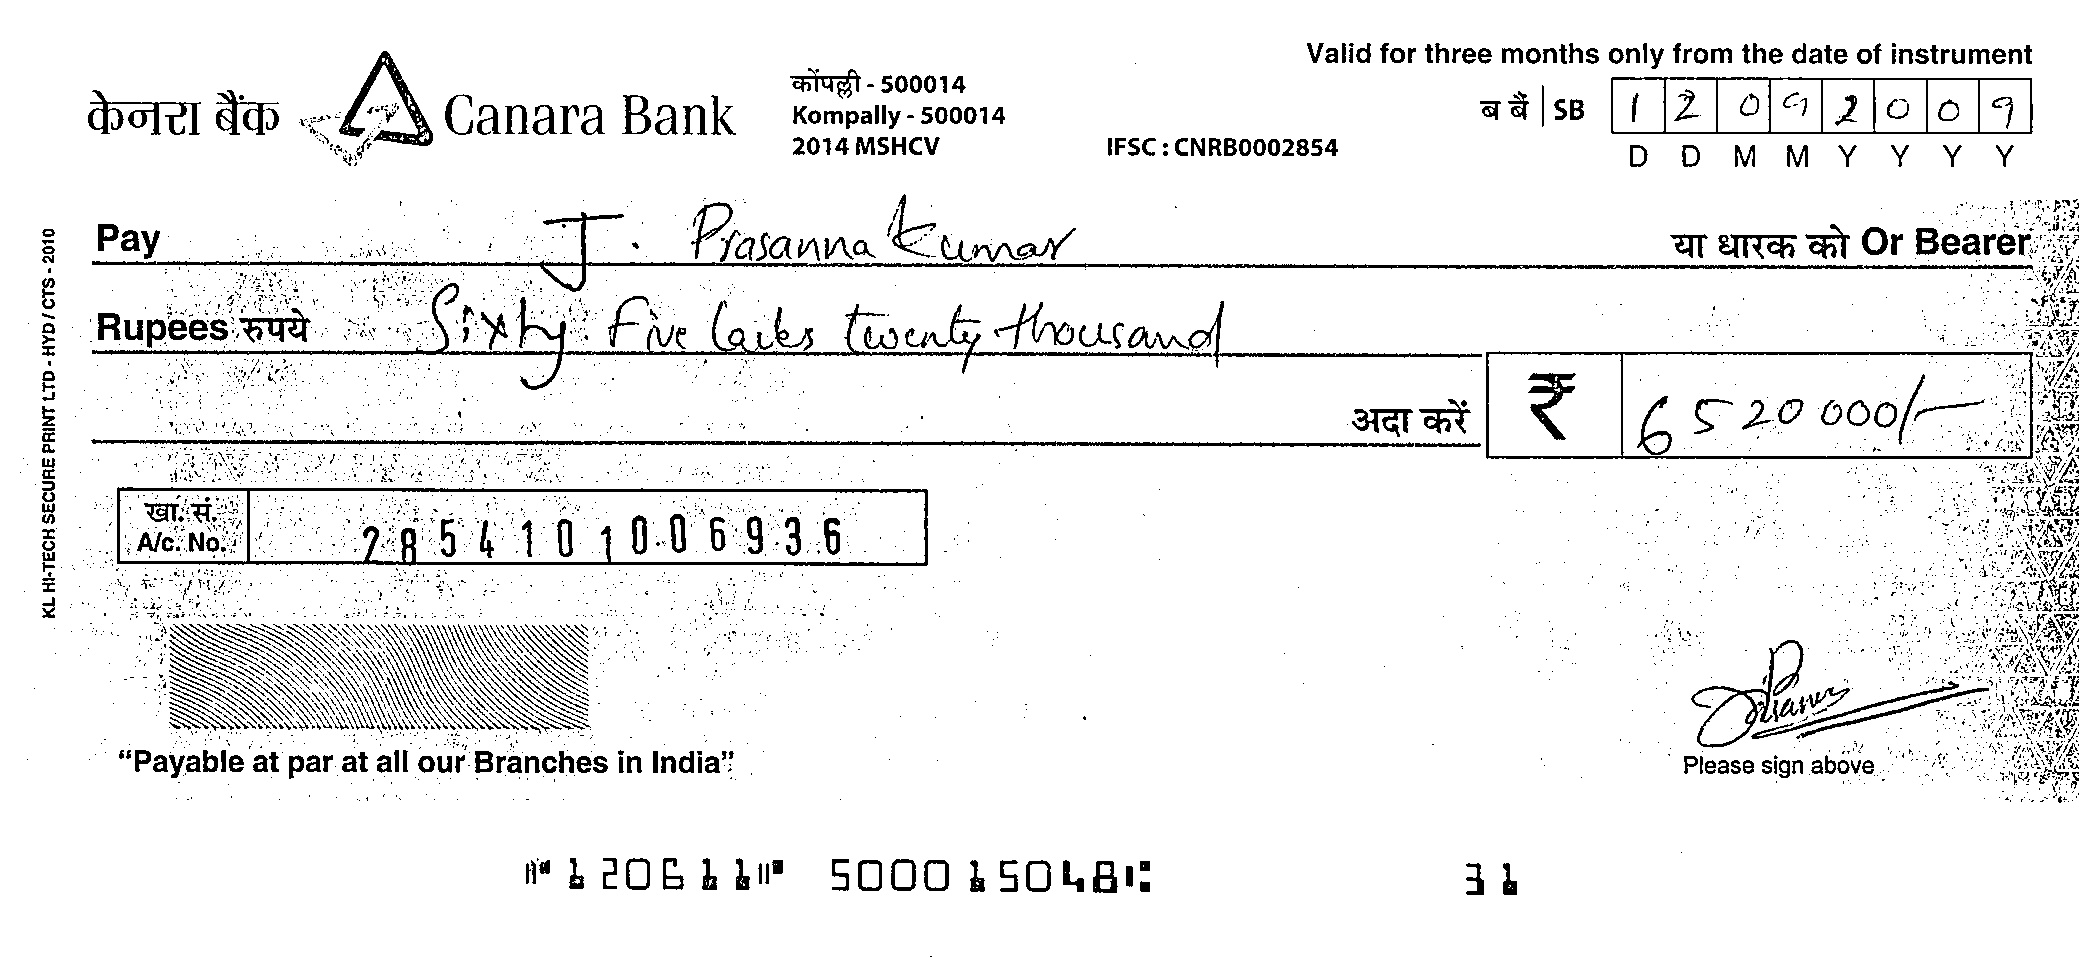 Valid for three months only from the date of instrument
केनरा बैंक Canara Bank
कोंपल्ली - 500014
Kompally - 500014
2014 MSHCV IFSC : CNRB0002854
ब बैं | SB 1 2 0 9 2 0 0 9
D D M M Y Y Y Y
Pay J. Prasanna Kumar या धारक को Or Bearer
Rupees रुपये Sixty Five lacks twenty thousand
अदा करें ₹ 6520000/-
खा. सं.
A/c. No. 2854101006936
KL HI-TECH SECURE PRINT LTD - HYD / CTS - 2010
“Payable at par at all our Branches in India”
Please sign above
⑈120611⑈ 500015048⑆ 31